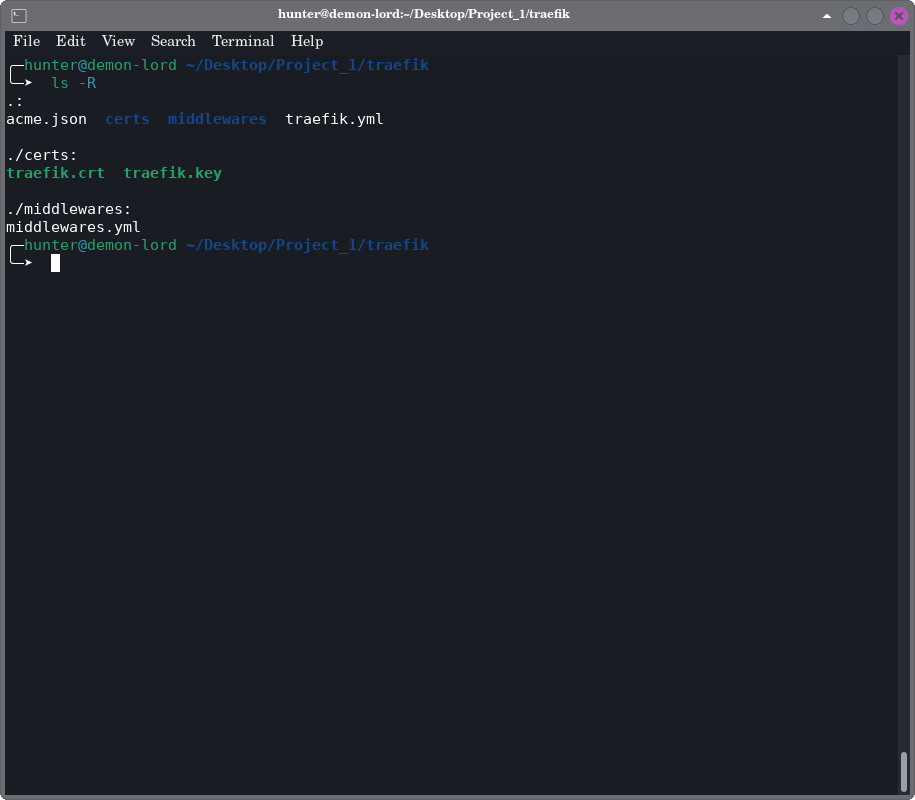 hunter@demon-lord:~/Desktop/Project_1/traefik
File Edit View Search Terminal Help
╭─hunter@demon-lord ~/Desktop/Project_1/traefik
╰─➤  ls -R
.:
acme.json  certs  middlewares  traefik.yml
./certs:
traefik.crt  traefik.key
./middlewares:
middlewares.yml
╭─hunter@demon-lord ~/Desktop/Project_1/traefik
╰─➤